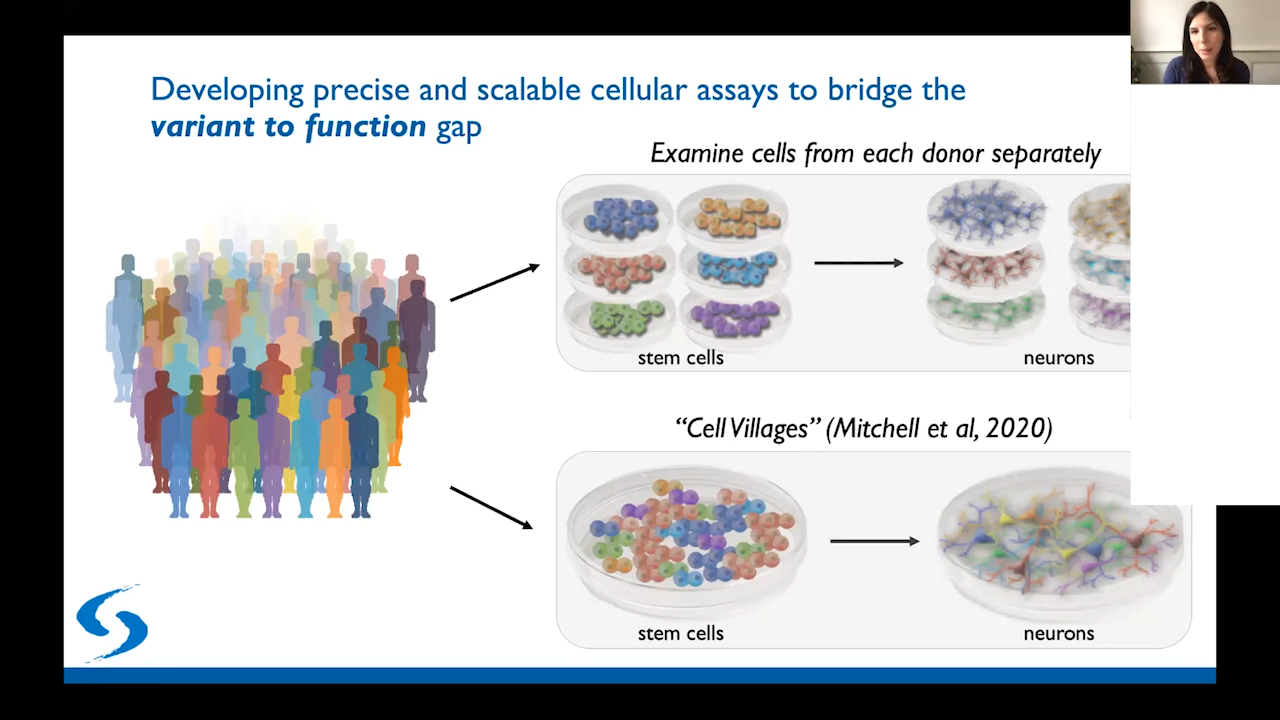 Developing precise and scalable cellular assays to bridge the
variant to function gap
Examine cells from each donor separately
stem cells
neurons
“Cell Villages” (Mitchell et al, 2020)
stem cells
neurons